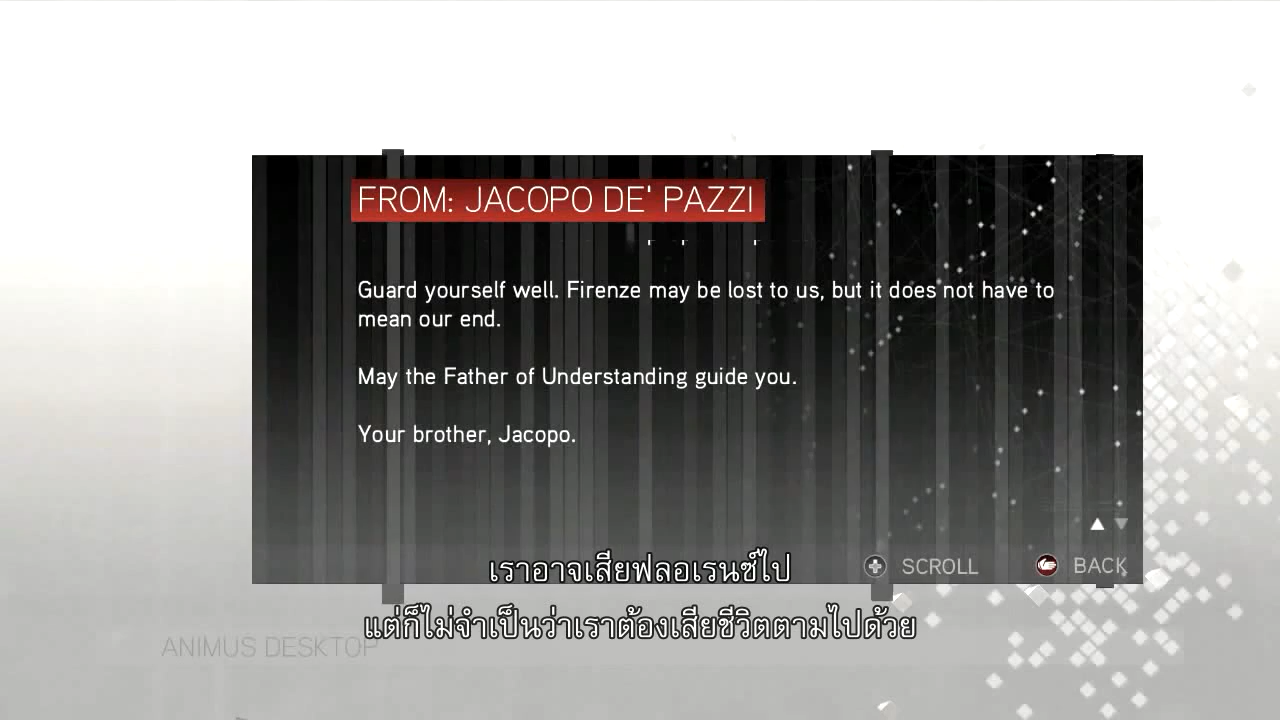 FROM: JACOPO DE' PAZZI
Guard yourself well. Firenze may be lost to us, but it does not have to
mean our end.
May the Father of Understanding guide you.
Your brother, Jacopo.
SCROLL
BACK
เราอาจเสียฟลอเรนซ์ไป
แต่ก็ไม่จำเป็นว่าเราต้องเสียชีวิตตามไปด้วย
ANIMUS DESKTOP